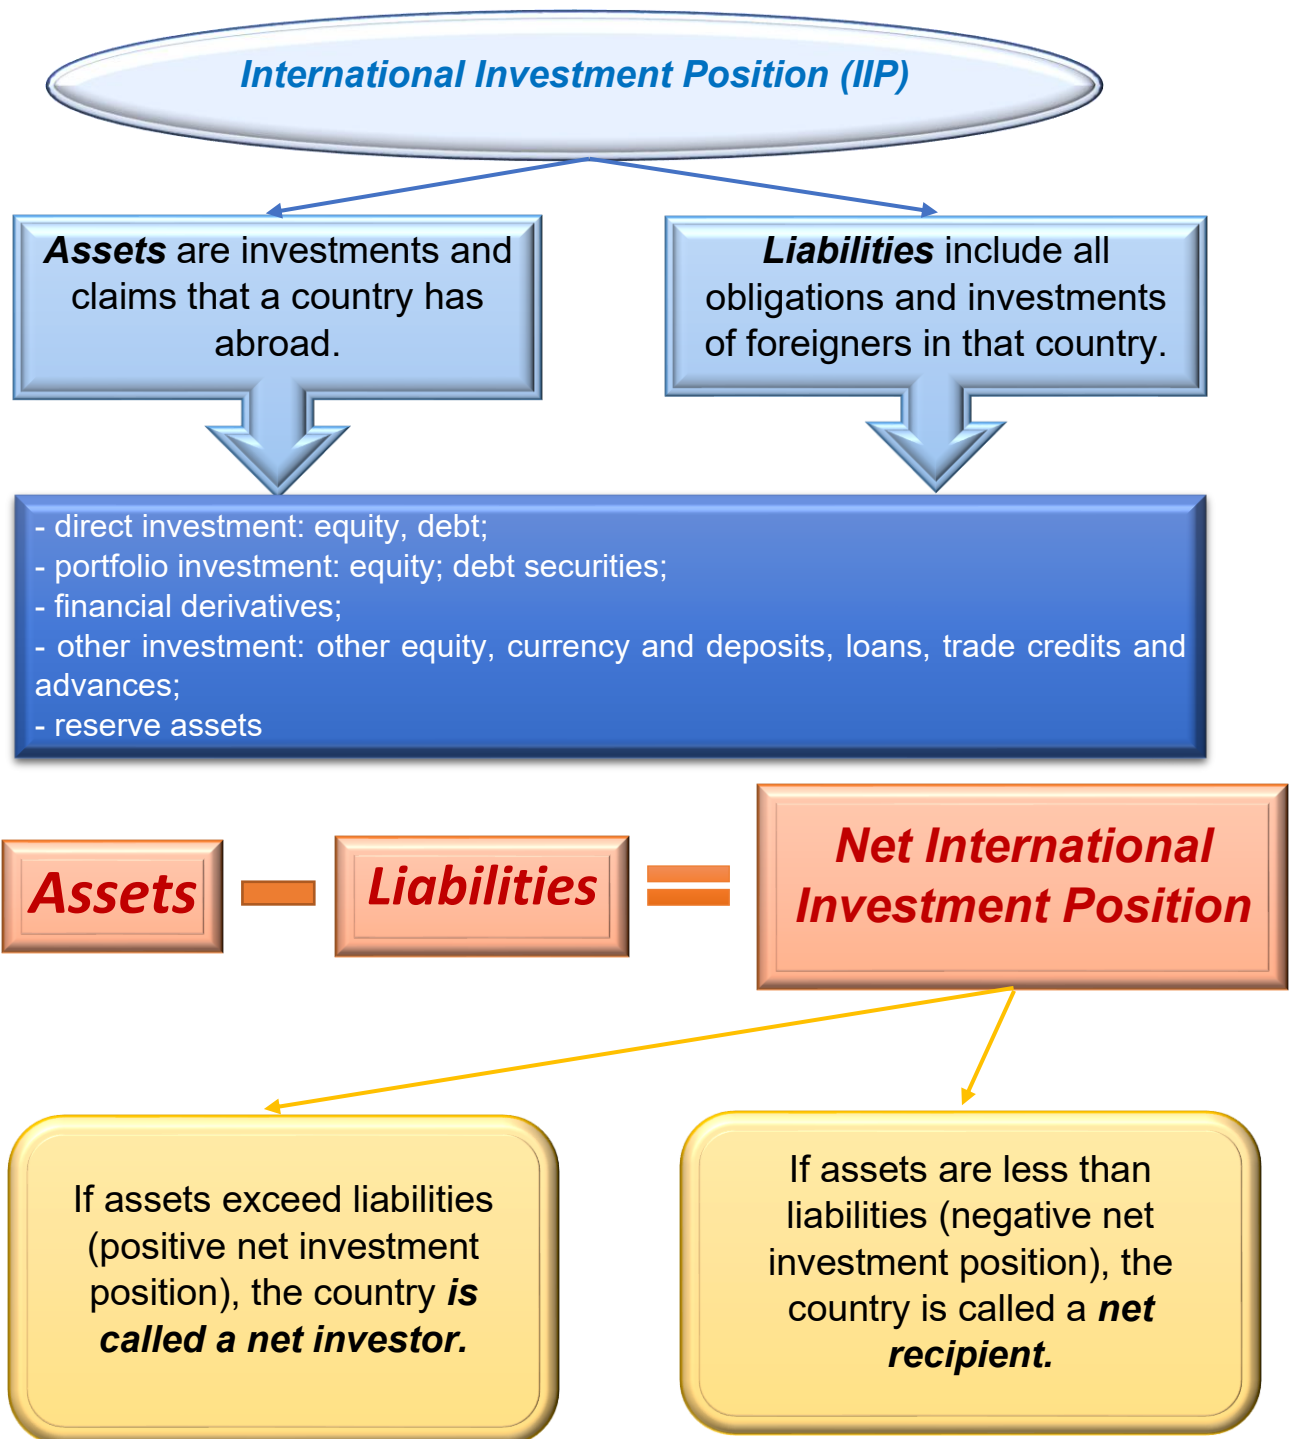 International Investment Position (IIP)
Assets are investments and
claims that a country has
abroad.
Liabilities include all
obligations and investments
of foreigners in that country.
- direct investment: equity, debt;
- portfolio investment: equity; debt securities;
- financial derivatives;
- other investment: other equity, currency and deposits, loans, trade credits and
advances;
- reserve assets
Assets
Liabilities
Net International
Investment Position
If assets exceed liabilities
(positive net investment
position), the country is
called a net investor.
If assets are less than
liabilities (negative net
investment position), the
country is called a net
recipient.